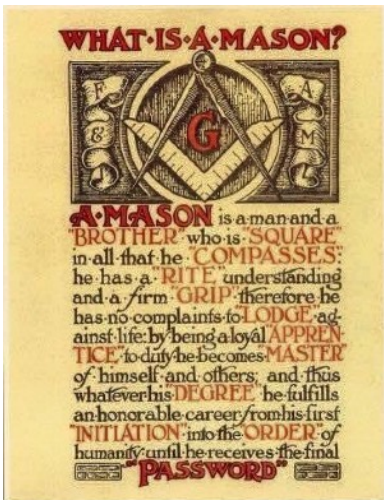 WHAT·IS·A·MASON?
F A
& M
G
A·MASON is·a·man·and·a
"BROTHER" who·is·"SQUARE"
in·all·that·he·"COMPASSES":
he·has·a·"RITE" understanding
and·a·firm·"GRIP" therefore·he
has·no·complaints·to·"LODGE" ag-
ainst·life: by·being·a·loyal "APPREN-
TICE" to·duty·he·becomes·"MASTER"
of·himself·and·others; and·thus
whatever·his "DEGREE" he·fulfills
an·honorable·career·from·his·first
"INITIATION" into·the "ORDER" of
humanity·until·he·receives·the·final
"PASSWORD"